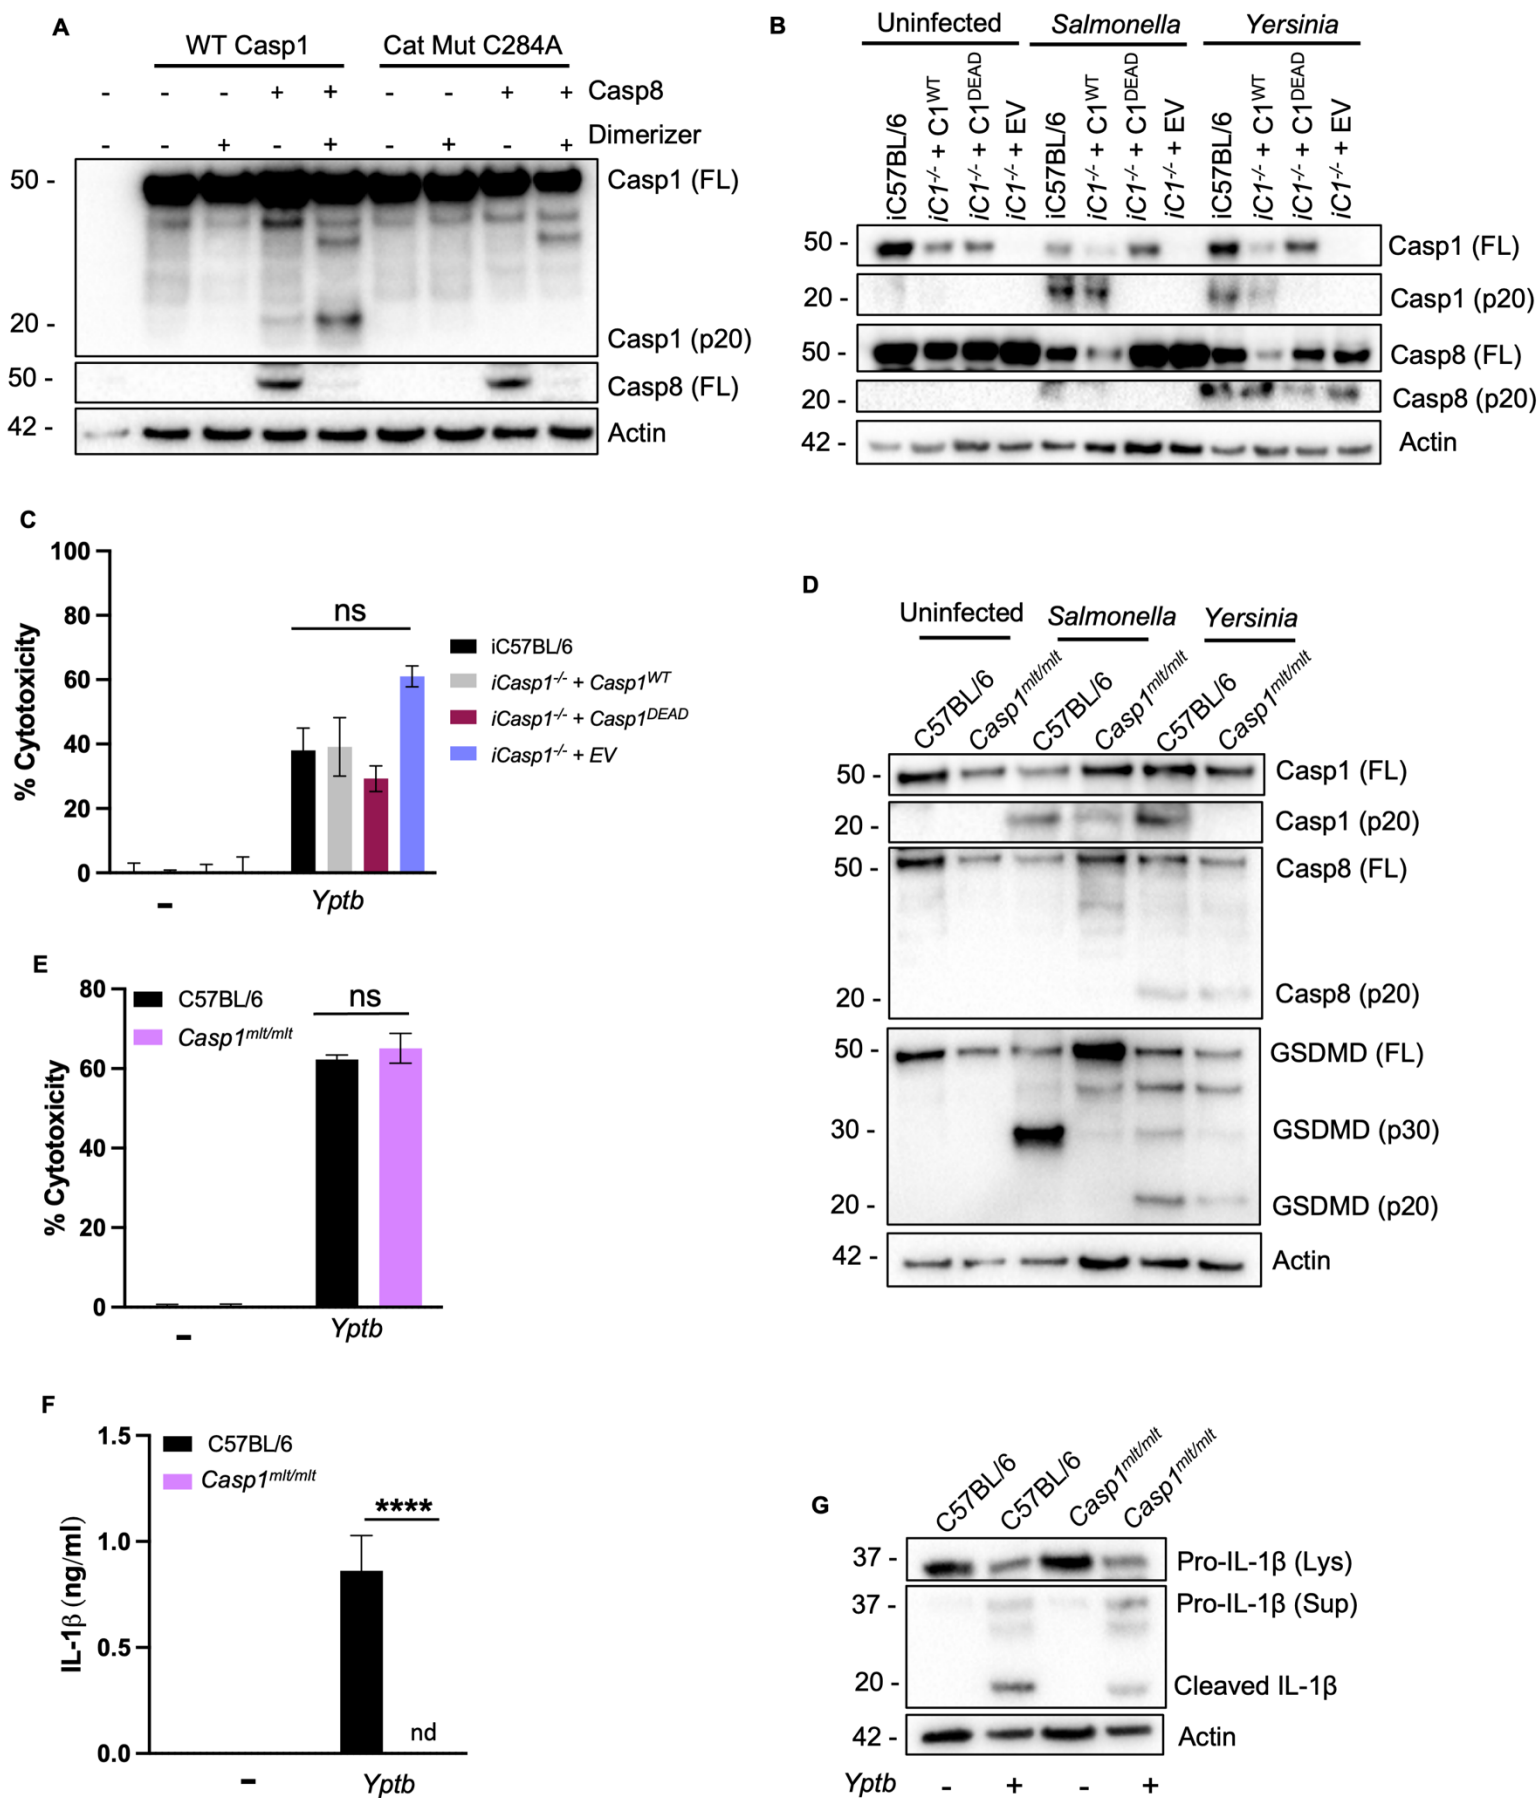 A
WT Casp1 Cat Mut C284A
- - - + + - - + + Casp8
- - + - + - + - + Dimerizer
50 - Casp1 (FL)
20 - Casp1 (p20)
50 - Casp8 (FL)
42 - Actin
B
Uninfected Salmonella Yersinia
iC57BL/6 iC1-/- + C1WT iC1-/- + C1DEAD iC1-/- + EV iC57BL/6 iC1-/- + C1WT iC1-/- + C1DEAD iC1-/- + EV iC57BL/6 iC1-/- + C1WT iC1-/- + C1DEAD iC1-/- + EV
50 - Casp1 (FL)
20 - Casp1 (p20)
50 - Casp8 (FL)
20 - Casp8 (p20)
42 - Actin
C
% Cytotoxicity
100
80
60
40
20
0
ns
- Yptb
iC57BL/6
iCasp1-/- + Casp1WT
iCasp1-/- + Casp1DEAD
iCasp1-/- + EV
D
Uninfected Salmonella Yersinia
C57BL/6 Casp1mlt/mlt C57BL/6 Casp1mlt/mlt C57BL/6 Casp1mlt/mlt
50 - Casp1 (FL)
20 - Casp1 (p20)
50 - Casp8 (FL)
20 - Casp8 (p20)
50 - GSDMD (FL)
30 - GSDMD (p30)
20 - GSDMD (p20)
42 - Actin
E
% Cytotoxicity
80
60
40
20
0
C57BL/6
Casp1mlt/mlt
ns
- Yptb
F
IL-1β (ng/ml)
1.5
1.0
0.5
0.0
C57BL/6
Casp1mlt/mlt
****
nd
- Yptb
G
C57BL/6 C57BL/6 Casp1mlt/mlt Casp1mlt/mlt
37 - Pro-IL-1β (Lys)
37 - Pro-IL-1β (Sup)
20 - Cleaved IL-1β
42 - Actin
Yptb - + - +